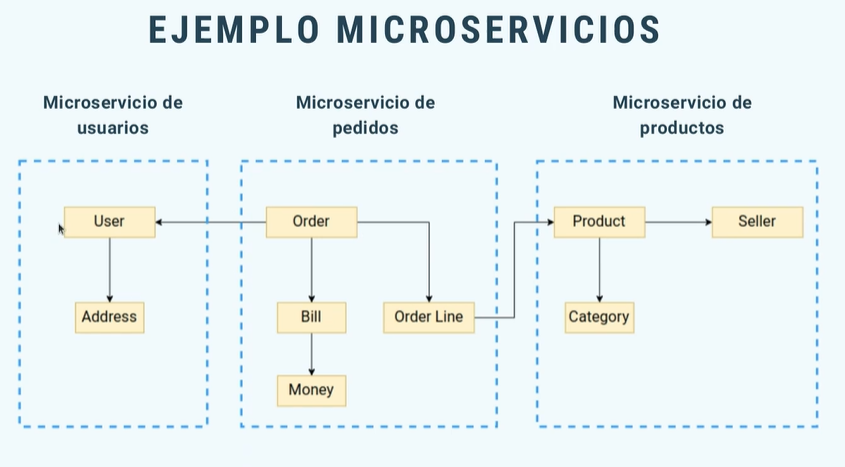 EJEMPLO MICROSERVICIOS
Microservicio de
usuarios
Microservicio de
pedidos
Microservicio de
productos
User
Order
Product
Seller
Address
Bill
Order Line
Category
Money